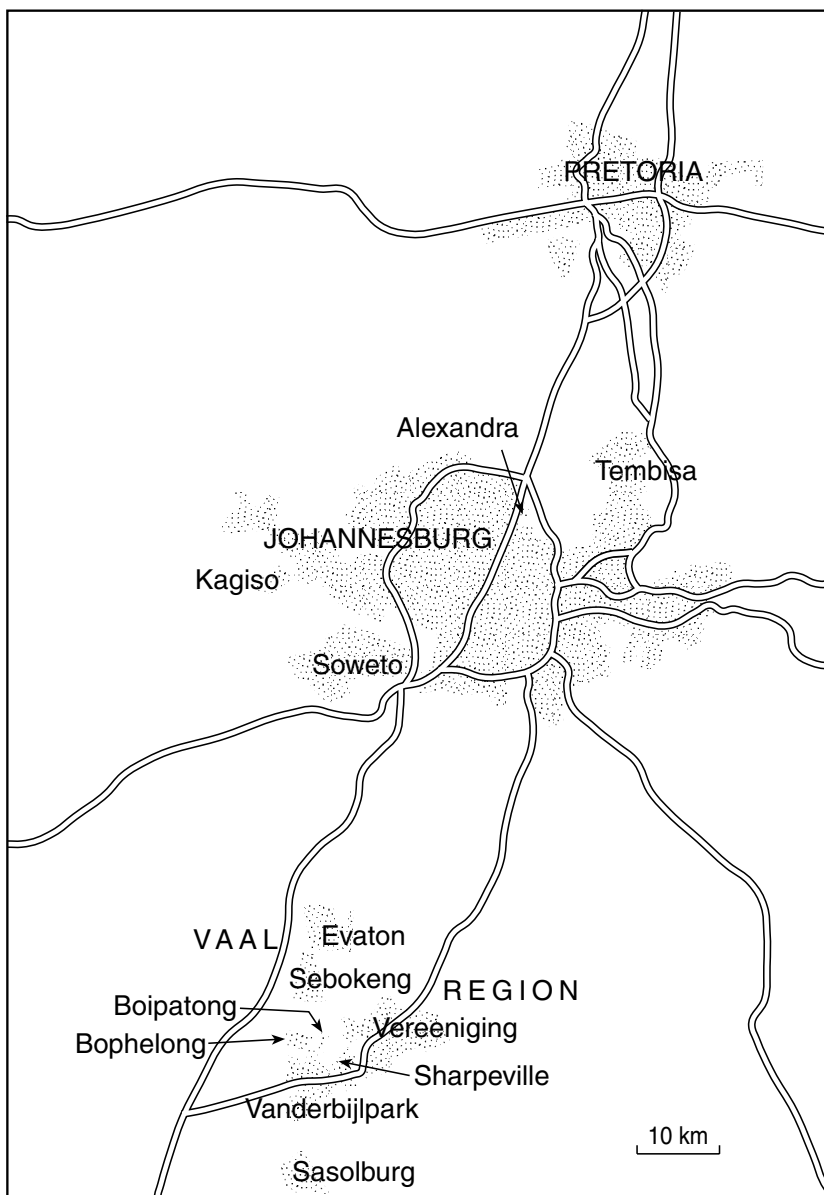 PRETORIA
Alexandra
Tembisa
JOHANNESBURG
Kagiso
Soweto
VAAL
Evaton
Sebokeng
REGION
Boipatong
Vereeniging
Bophelong
Sharpeville
Vanderbijlpark
10 km
Sasolburg